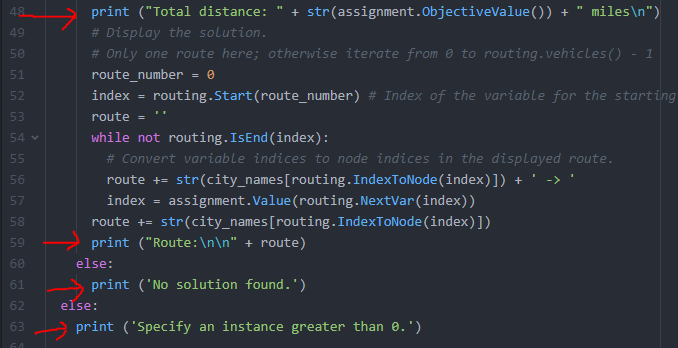 48 print ("Total distance: " + str(assignment.ObjectiveValue()) + " miles\n")
49 # Display the solution.
50 # Only one route here; otherwise iterate from 0 to routing.vehicles() - 1
51 route_number = 0
52 index = routing.Start(route_number) # Index of the variable for the starting
53 route = ''
54 while not routing.IsEnd(index):
55 # Convert variable indices to node indices in the displayed route.
56 route += str(city_names[routing.IndexToNode(index)]) + ' -> '
57 index = assignment.Value(routing.NextVar(index))
58 route += str(city_names[routing.IndexToNode(index)])
59 print ("Route:\n\n" + route)
60 else:
61 print ('No solution found.')
62 else:
63 print ('Specify an instance greater than 0.')